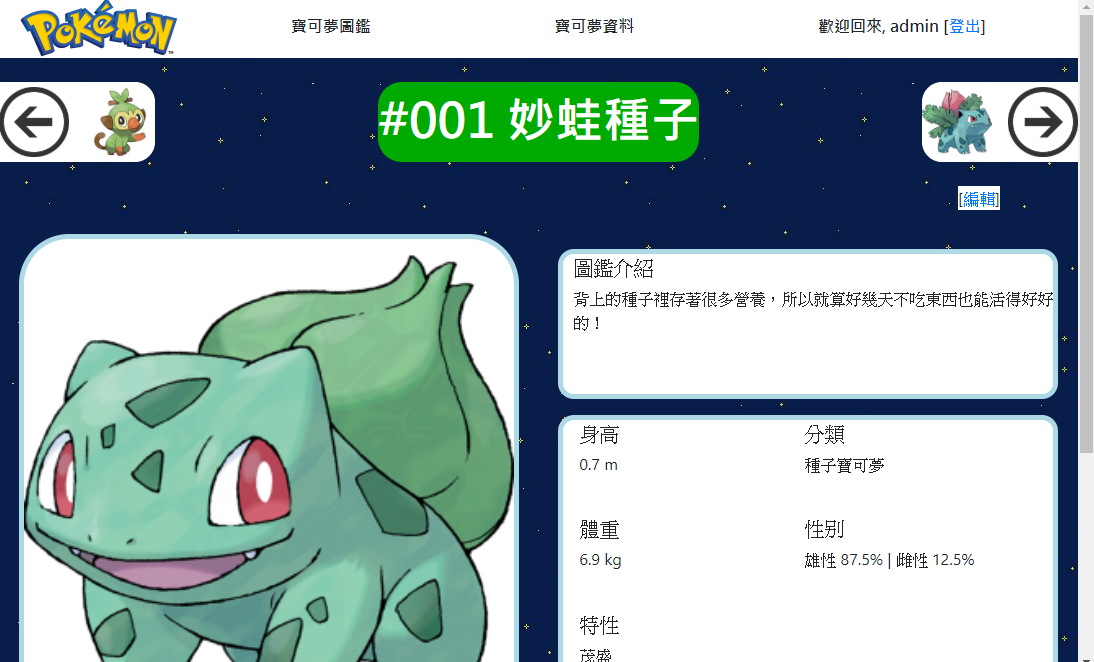 POKéMON™
寶可夢圖鑑
寶可夢資料
歡迎回來, admin [登出]
#001 妙蛙種子
[編輯]
圖鑑介紹
背上的種子裡存著很多營養，所以就算好幾天不吃東西也能活得好好
的！
身高
分類
0.7 m
種子寶可夢
體重
性別
6.9 kg
雄性 87.5% | 雌性 12.5%
特性
茂盛